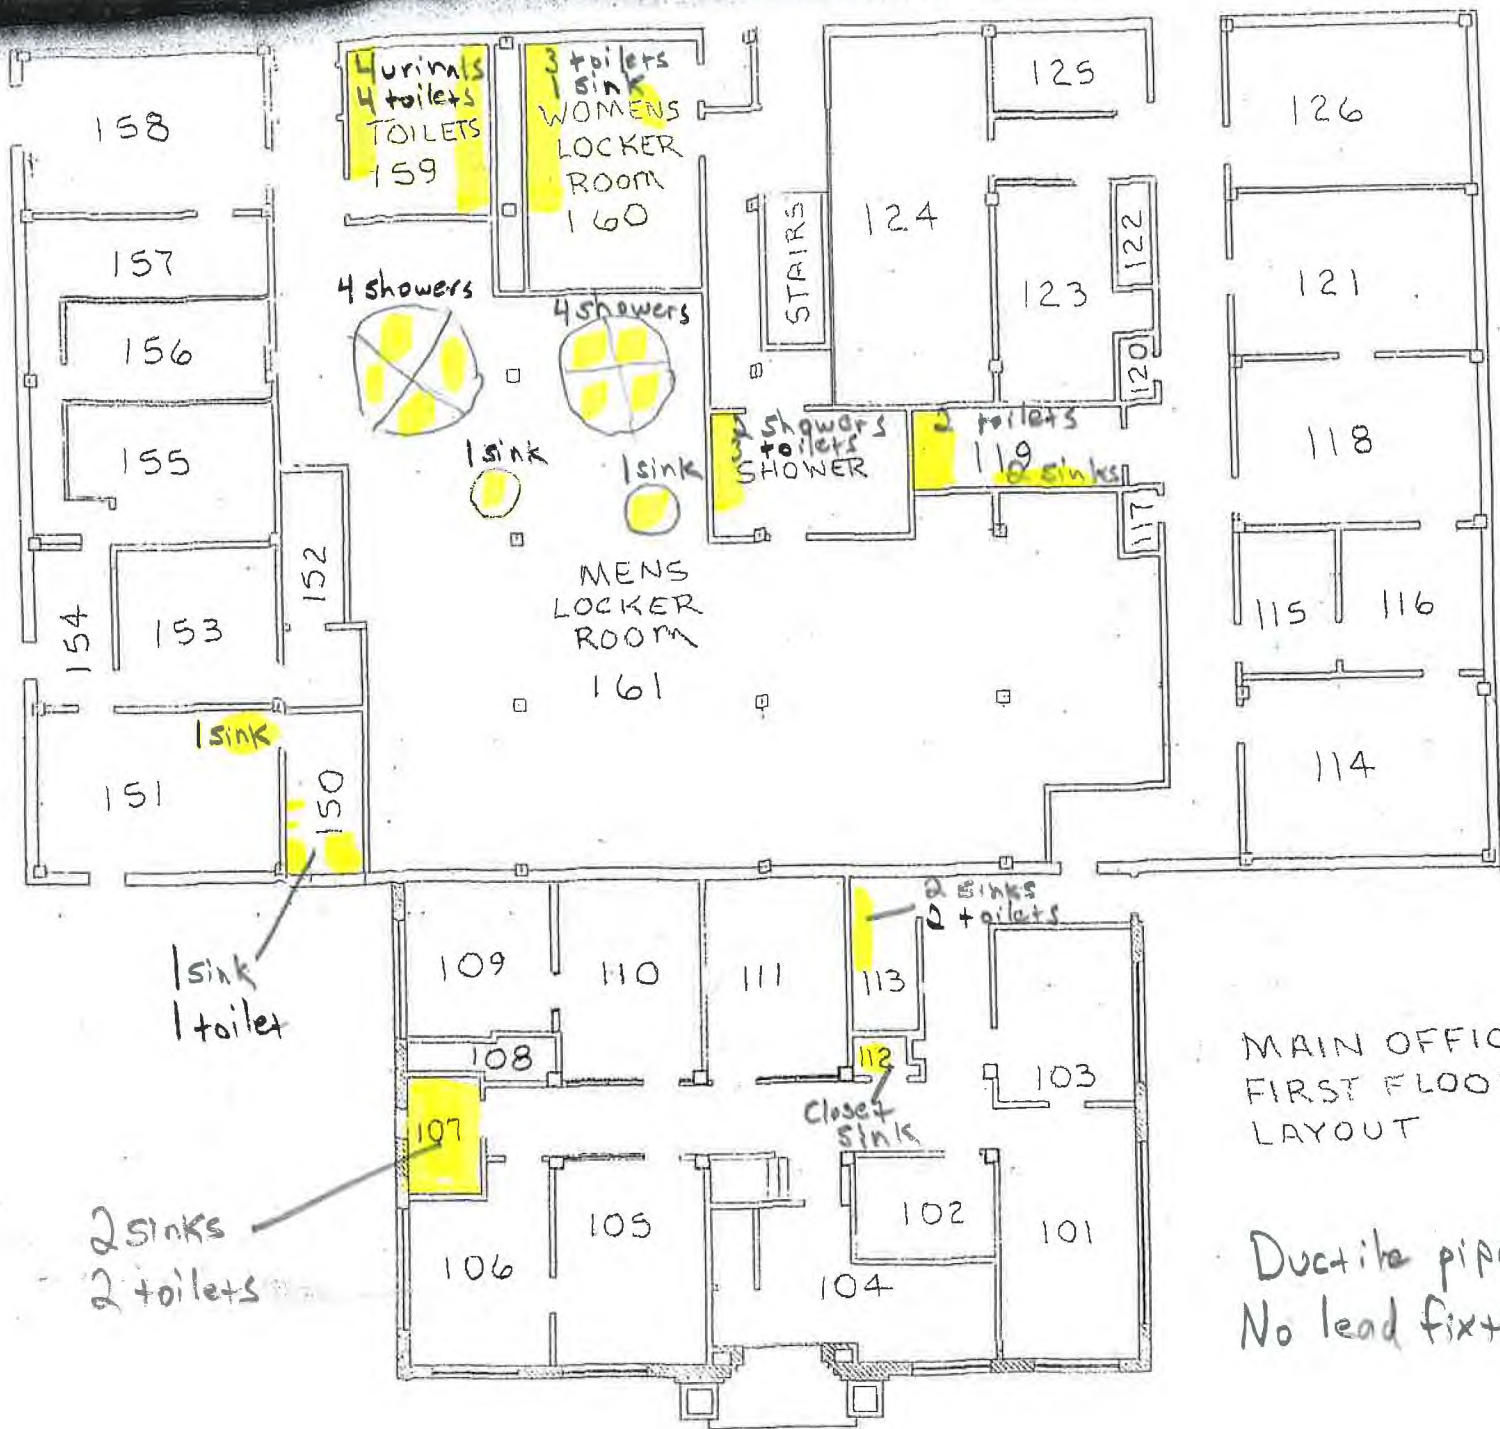 158
4 urinals
4 toilets
TOILETS
159
3 toilets
1 sink
WOMENS
LOCKER
ROOM
160
125
126
157
STAIRS
124
122
123
121
4 showers
4 showers
156
120
155
1 sink
1 sink
2 showers
3 toilets
SHOWER
2 toilets
119
2 sinks
118
117
152
MENS
LOCKER
ROOM
161
154
153
115
116
1 sink
151
150
114
1 sink
1 toilet
109
110
111
2 sinks
2 toilets
113
108
112
103
Closet
sink
107
MAIN OFFIC
FIRST FLOO
LAYOUT
2 sinks
2 toilets
106
105
102
101
104
Ductile pip
No lead fixt